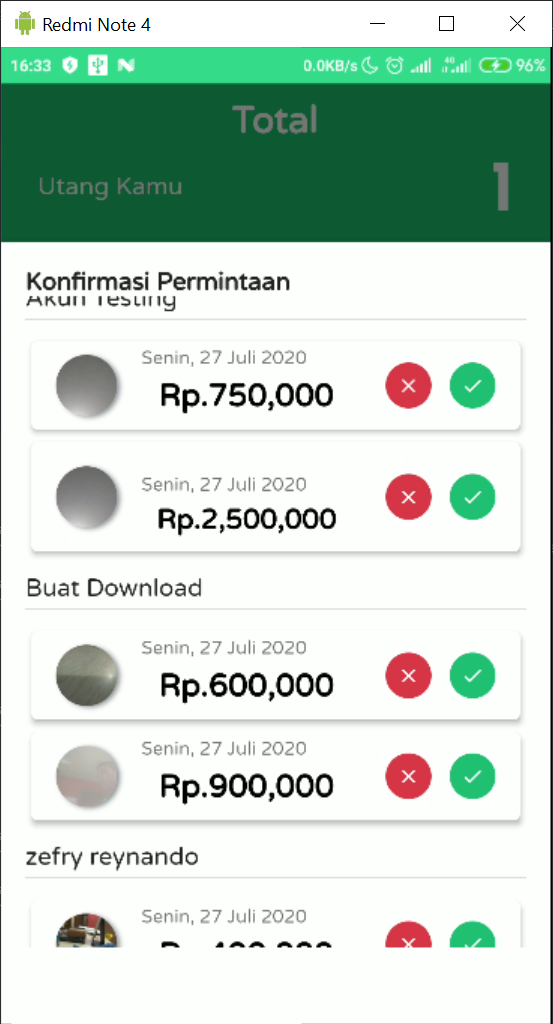 Redmi Note 4
16:33 0.0KB/s 4G 96%
Total
Utang Kamu 1
Konfirmasi Permintaan
Akun Testing
Senin, 27 Juli 2020
Rp.750,000
Senin, 27 Juli 2020
Rp.2,500,000
Buat Download
Senin, 27 Juli 2020
Rp.600,000
Senin, 27 Juli 2020
Rp.900,000
zefry reynando
Senin, 27 Juli 2020